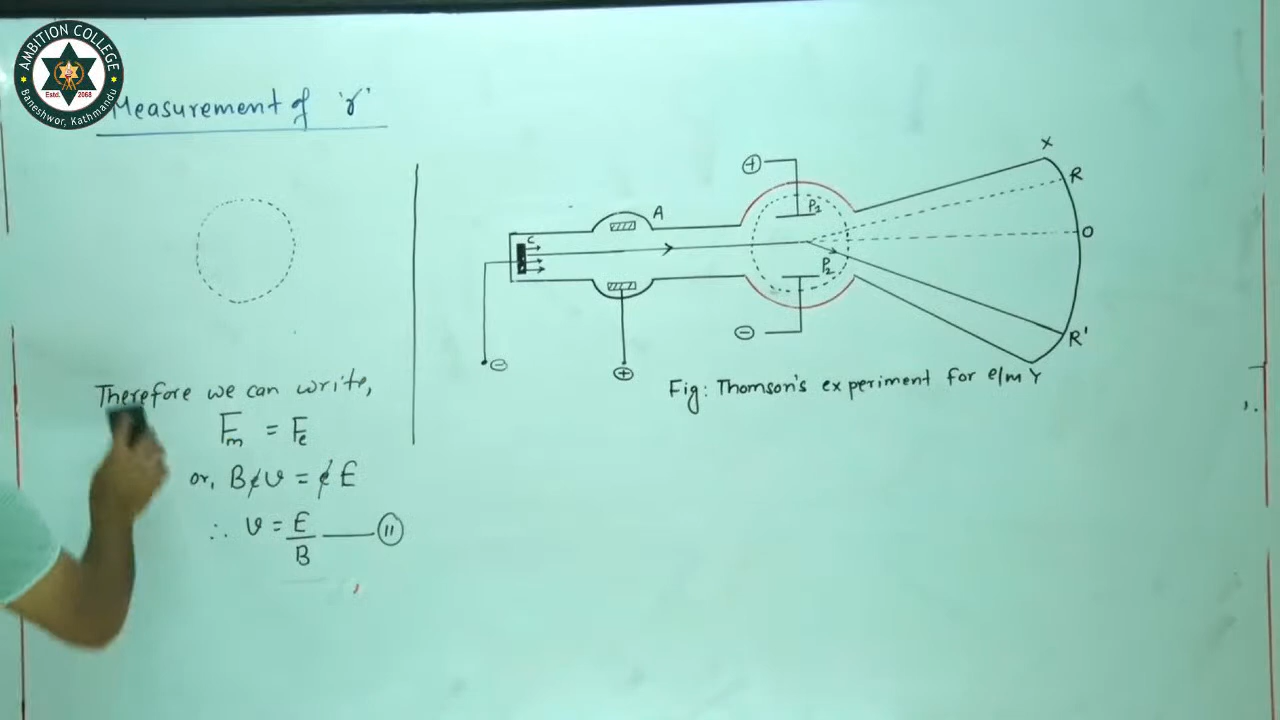 AMBITION COLLEGE
Estd. 2068
Baneshwor, Kathmandu
Measurement of 'r'
Therefore we can write,
Fm = Fe
or, Bev = eE
∴ v = E/B —— (ii)
C
A
+
P1
P2
X
R
O
R'
−
+
−
Fig: Thomson's experiment for e/m